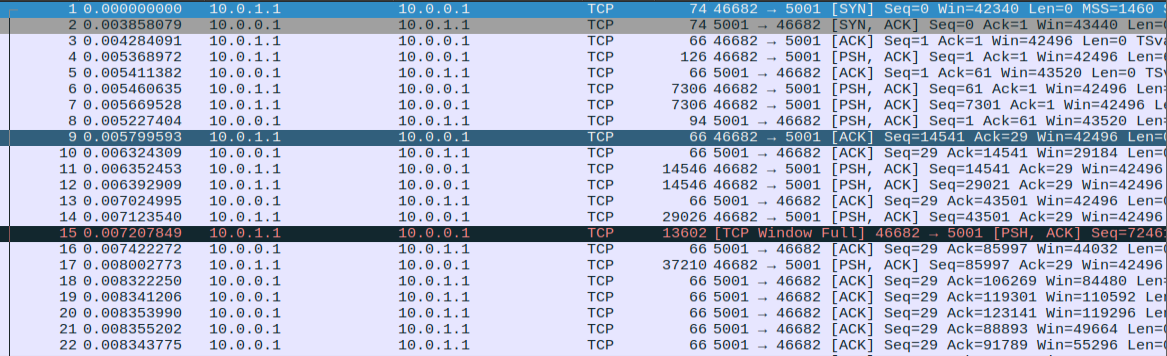 1 0.000000000 10.0.1.1 10.0.0.1 TCP 74 46682 → 5001 [SYN] Seq=0 Win=42340 Len=0 MSS=1460
2 0.003858079 10.0.0.1 10.0.1.1 TCP 74 5001 → 46682 [SYN, ACK] Seq=0 Ack=1 Win=43440 Len=0
3 0.004284091 10.0.1.1 10.0.0.1 TCP 66 46682 → 5001 [ACK] Seq=1 Ack=1 Win=42496 Len=0 TSva
4 0.005368972 10.0.1.1 10.0.0.1 TCP 126 46682 → 5001 [PSH, ACK] Seq=1 Ack=1 Win=42496 Len=
5 0.005411382 10.0.0.1 10.0.1.1 TCP 66 5001 → 46682 [ACK] Seq=1 Ack=61 Win=43520 Len=0 TS
6 0.005460635 10.0.1.1 10.0.0.1 TCP 7306 46682 → 5001 [PSH, ACK] Seq=61 Ack=1 Win=42496 Len=
7 0.005669528 10.0.1.1 10.0.0.1 TCP 7306 46682 → 5001 [PSH, ACK] Seq=7301 Ack=1 Win=42496 L
8 0.005227404 10.0.0.1 10.0.1.1 TCP 94 5001 → 46682 [PSH, ACK] Seq=1 Ack=61 Win=43520 Len=
9 0.005799593 10.0.1.1 10.0.0.1 TCP 66 46682 → 5001 [ACK] Seq=14541 Ack=29 Win=42496 Len=
10 0.006324309 10.0.0.1 10.0.1.1 TCP 66 5001 → 46682 [ACK] Seq=29 Ack=14541 Win=29184 Len=
11 0.006352453 10.0.1.1 10.0.0.1 TCP 14546 46682 → 5001 [PSH, ACK] Seq=14541 Ack=29 Win=42496
12 0.006392909 10.0.1.1 10.0.0.1 TCP 14546 46682 → 5001 [PSH, ACK] Seq=29021 Ack=29 Win=42496
13 0.007024995 10.0.0.1 10.0.1.1 TCP 66 5001 → 46682 [ACK] Seq=29 Ack=43501 Win=42496 Len=
14 0.007123540 10.0.1.1 10.0.0.1 TCP 29026 46682 → 5001 [PSH, ACK] Seq=43501 Ack=29 Win=42496
15 0.007207849 10.0.1.1 10.0.0.1 TCP 13602 [TCP Window Full] 46682 → 5001 [PSH, ACK] Seq=7246
16 0.007422272 10.0.0.1 10.0.1.1 TCP 66 5001 → 46682 [ACK] Seq=29 Ack=85997 Win=44032 Len=
17 0.008002773 10.0.1.1 10.0.0.1 TCP 37210 46682 → 5001 [PSH, ACK] Seq=85997 Ack=29 Win=42496
18 0.008322250 10.0.0.1 10.0.1.1 TCP 66 5001 → 46682 [ACK] Seq=29 Ack=106269 Win=84480 Len
19 0.008341206 10.0.0.1 10.0.1.1 TCP 66 5001 → 46682 [ACK] Seq=29 Ack=119301 Win=110592 Le
20 0.008353990 10.0.0.1 10.0.1.1 TCP 66 5001 → 46682 [ACK] Seq=29 Ack=123141 Win=119296 Le
21 0.008355202 10.0.0.1 10.0.1.1 TCP 66 5001 → 46682 [ACK] Seq=29 Ack=88893 Win=49664 Len=
22 0.008343775 10.0.0.1 10.0.1.1 TCP 66 5001 → 46682 [ACK] Seq=29 Ack=91789 Win=55296 Len=